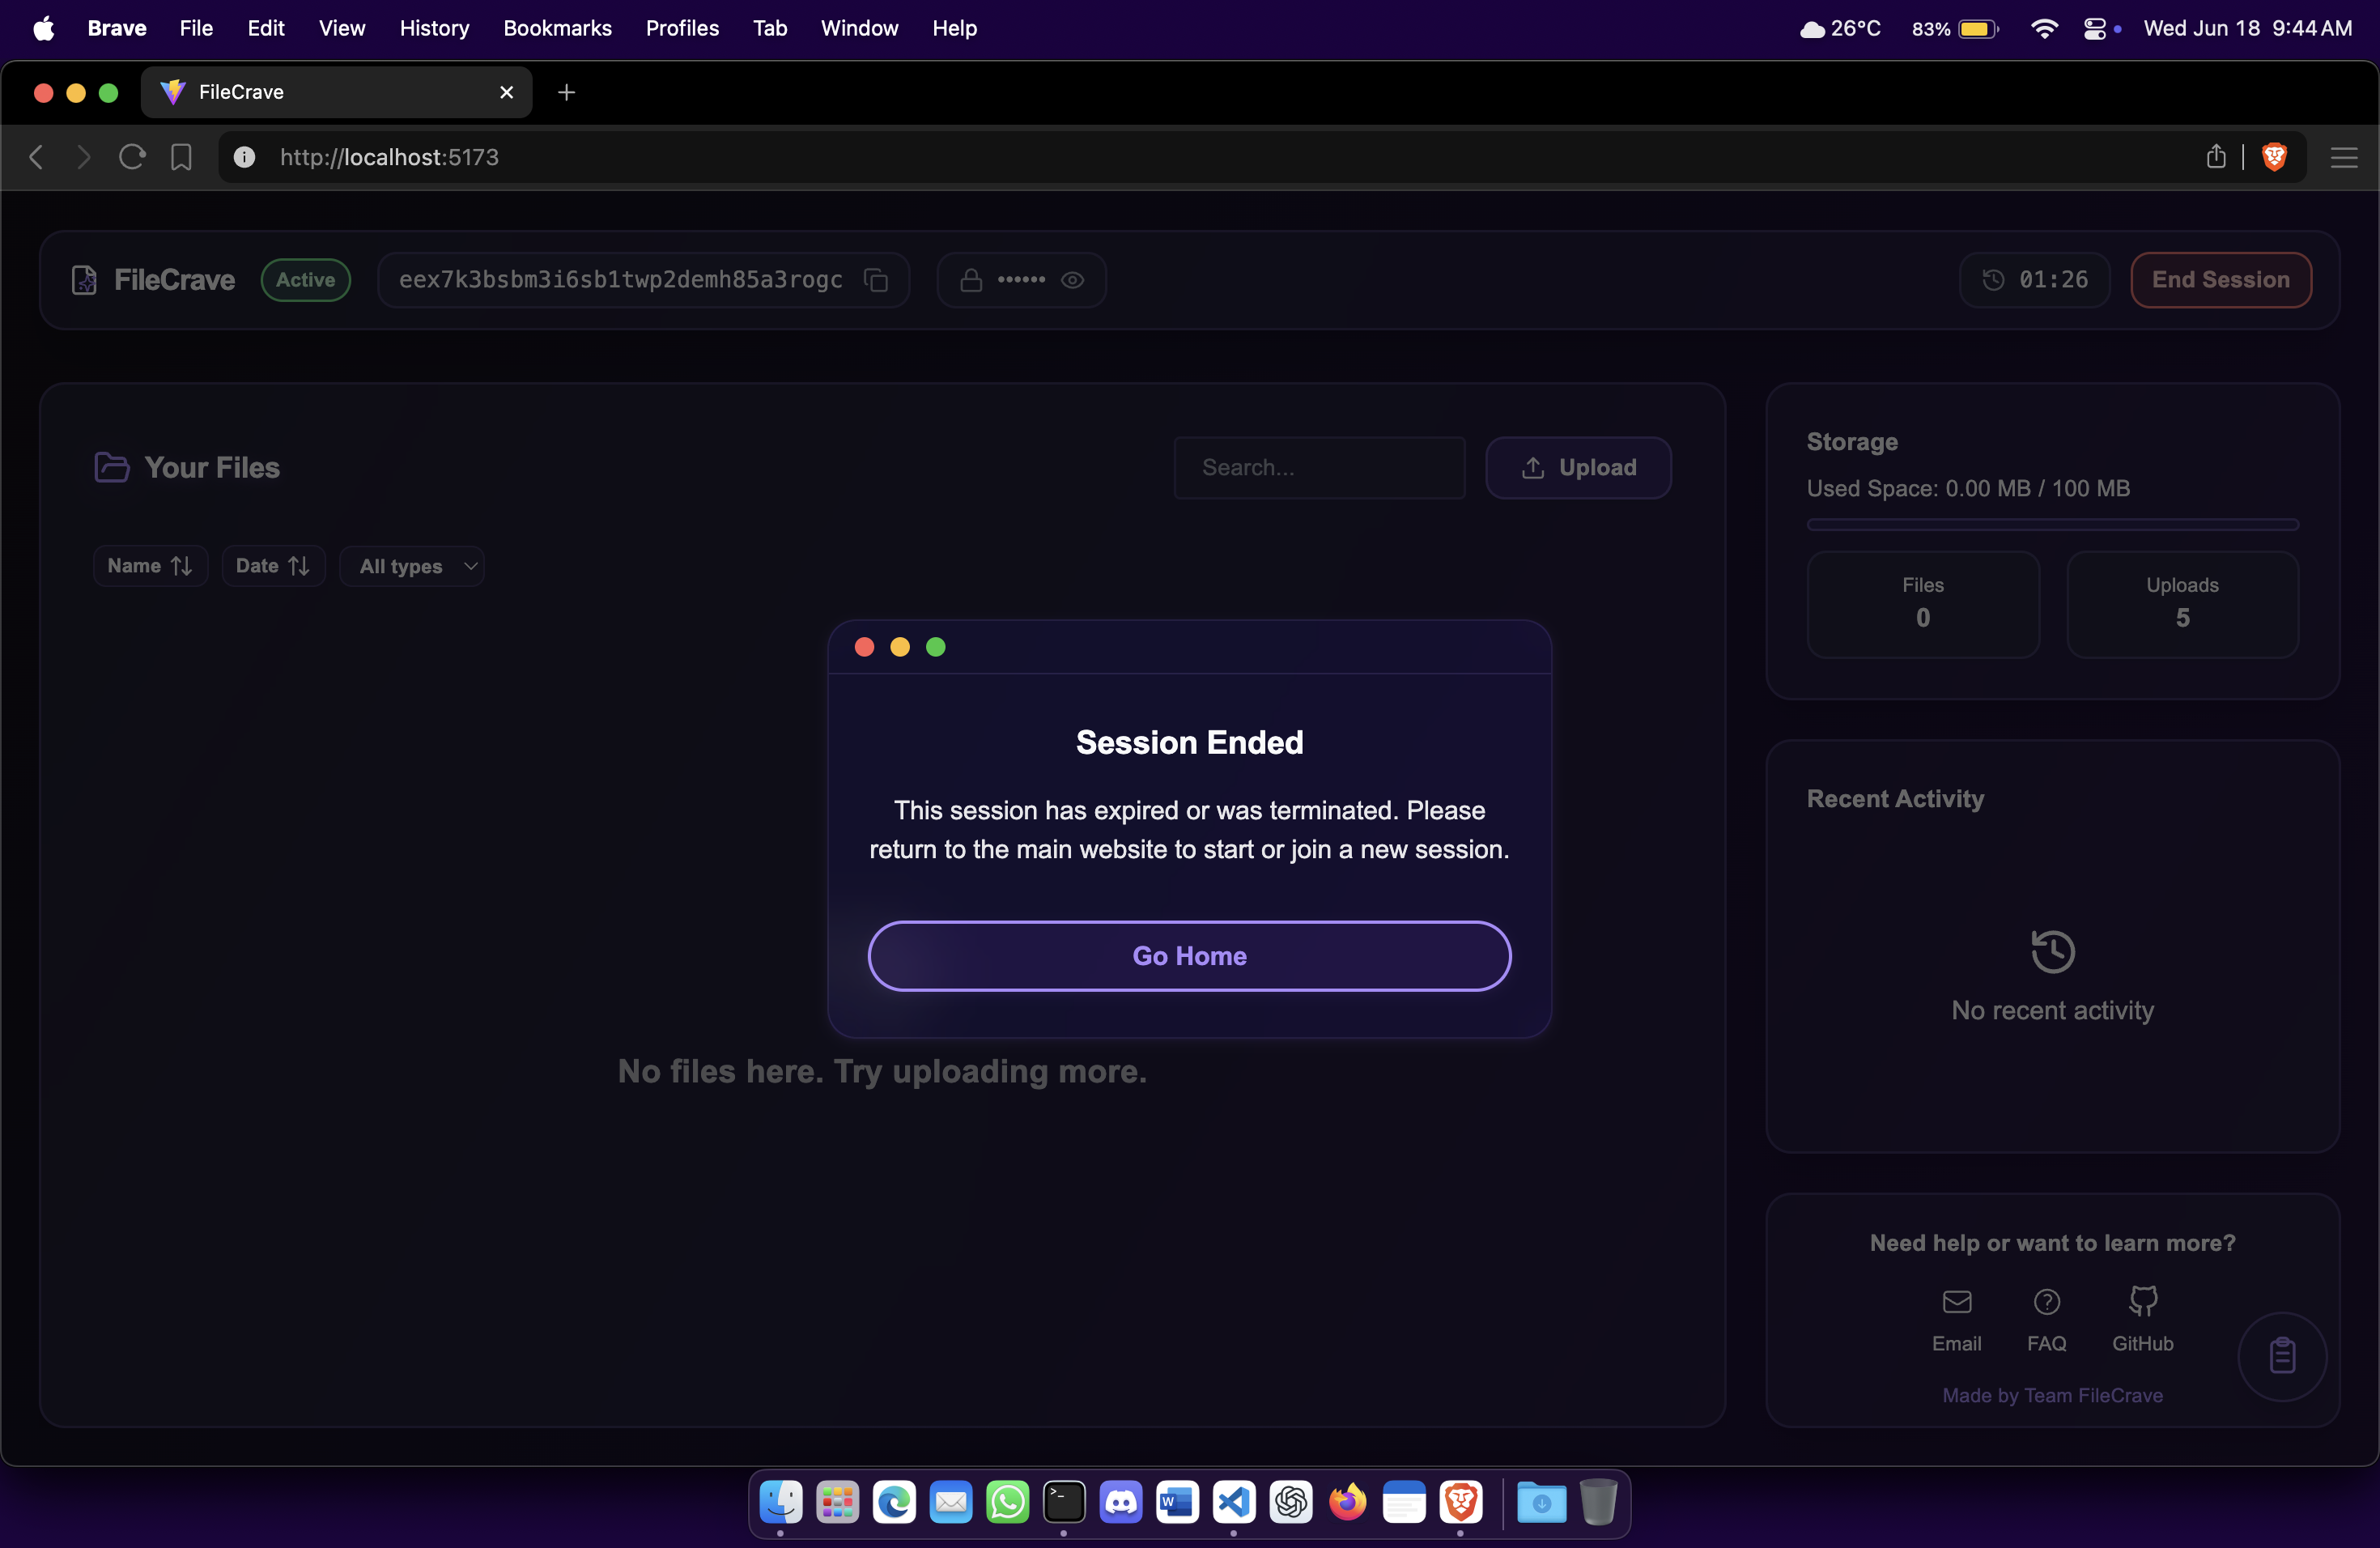 Brave File Edit View History Bookmarks Profiles Tab Window Help 26°C 83% Wed Jun 18 9:44 AM
FileCrave
http://localhost:5173
FileCrave Active eex7k3bsbm3i6sb1twp2demh85a3rogc •••••• 01:26 End Session
Your Files Search... Upload
Name Date All types
Storage
Used Space: 0.00 MB / 100 MB
Files Uploads
0 5
Session Ended
This session has expired or was terminated. Please
return to the main website to start or join a new session.
Go Home
No files here. Try uploading more.
Recent Activity
No recent activity
Need help or want to learn more?
Email FAQ GitHub
Made by Team FileCrave